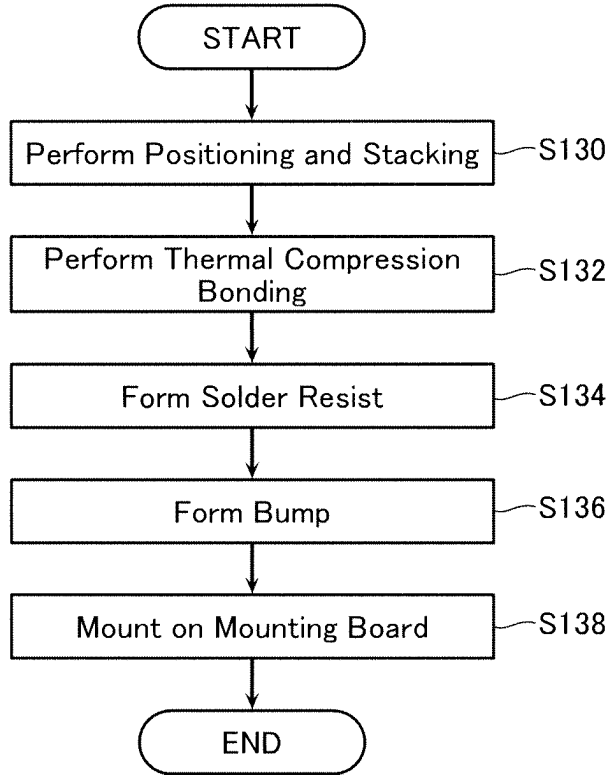 START
Perform Positioning and Stacking
S130
Perform Thermal Compression
Bonding
S132
Form Solder Resist
S134
Form Bump
S136
Mount on Mounting Board
S138
END